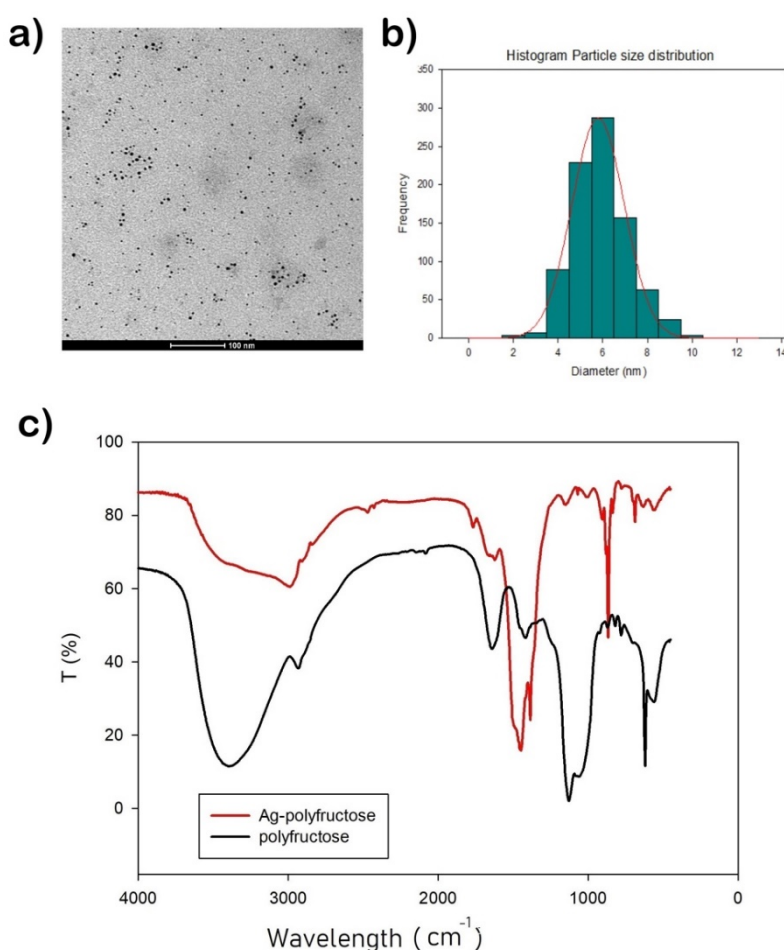 a)
100 nm
b)
Histogram Particle size distribution
Frequency
350
300
250
200
150
100
50
0
0 2 4 6 8 10 12 14
Diameter (nm)
c)
T (%)
100
80
60
40
20
0
Ag-polyfructose
polyfructose
4000 3000 2000 1000 0
Wavelength ( cm⁻¹)